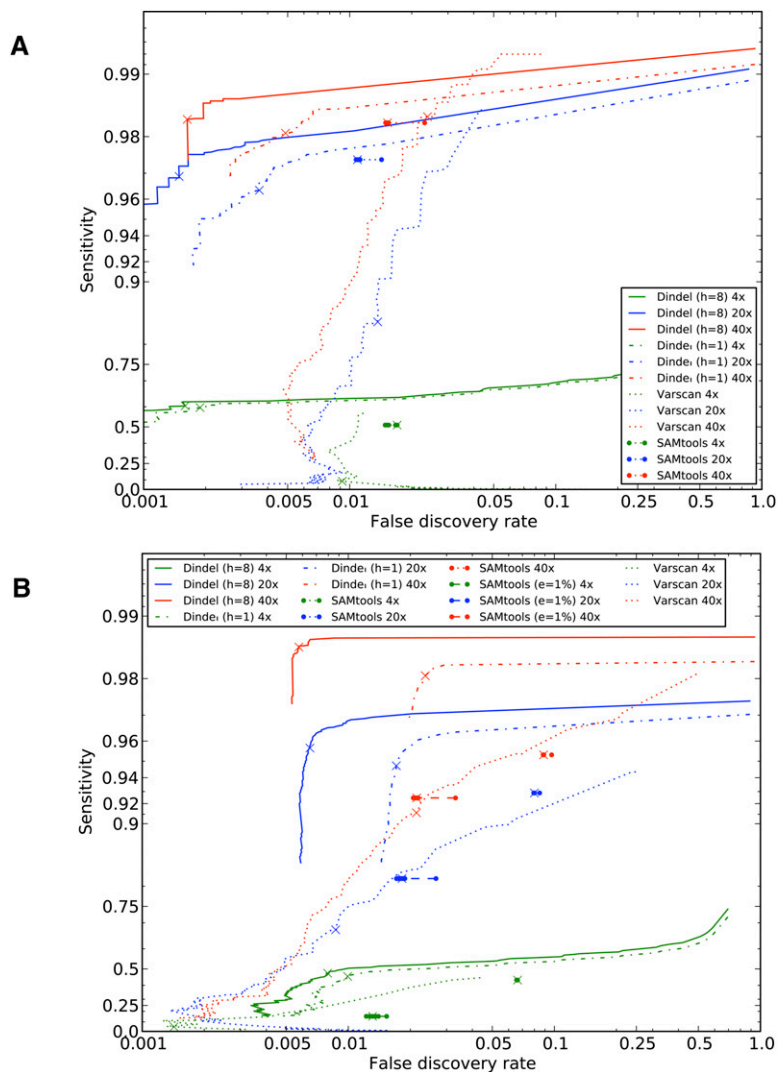 A
0.99
0.98
0.96
0.94
0.92
0.9
0.75
0.5
0.25
0.0
Sensitivity
0.001
0.005
0.01
0.05
0.1
0.25
0.5
1.0
False discovery rate
Dindel (h=8) 4x
Dindel (h=8) 20x
Dindel (h=8) 40x
Dindeı (h=1) 4x
Dindeı (h=1) 20x
Dindeı (h=1) 40x
Varscan 4x
Varscan 20x
Varscan 40x
SAMtools 4x
SAMtools 20x
SAMtools 40x
B
Dindel (h=8) 4x
Dindel (h=8) 20x
Dindel (h=8) 40x
Dindeı (h=1) 4x
Dindeı (h=1) 20x
Dindeı (h=1) 40x
SAMtools 4x
SAMtools 20x
SAMtools 40x
SAMtools (e=1%) 4x
SAMtools (e=1%) 20x
SAMtools (e=1%) 40x
Varscan 4x
Varscan 20x
Varscan 40x
0.99
0.98
0.96
0.94
0.92
0.9
0.75
0.5
0.25
0.0
Sensitivity
0.001
0.005
0.01
0.05
0.1
0.25
0.5
1.0
False discovery rate